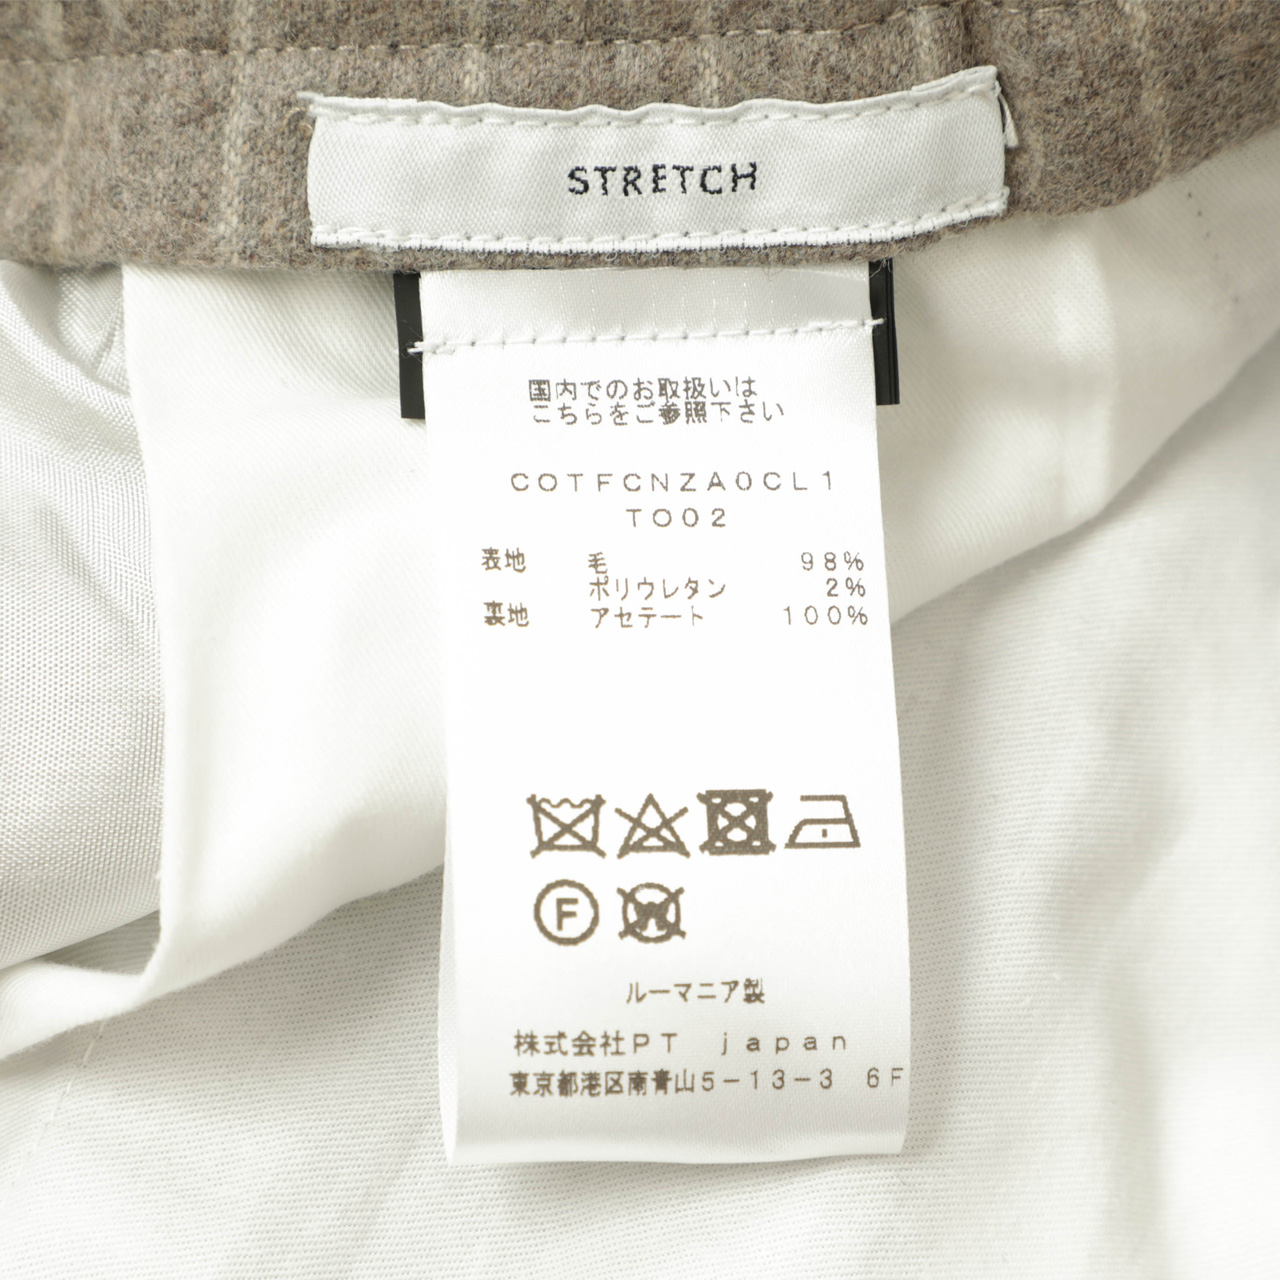 STRETCH
国内でのお取扱いは
こちらをご参照下さい
COTFCNZA0CL1
TO02
表地 毛 98%
ポリウレタン 2%
裏地 アセテート 100%
F
W
ルーマニア製
株式会社PT japan
東京都港区南青山5-13-3 6F